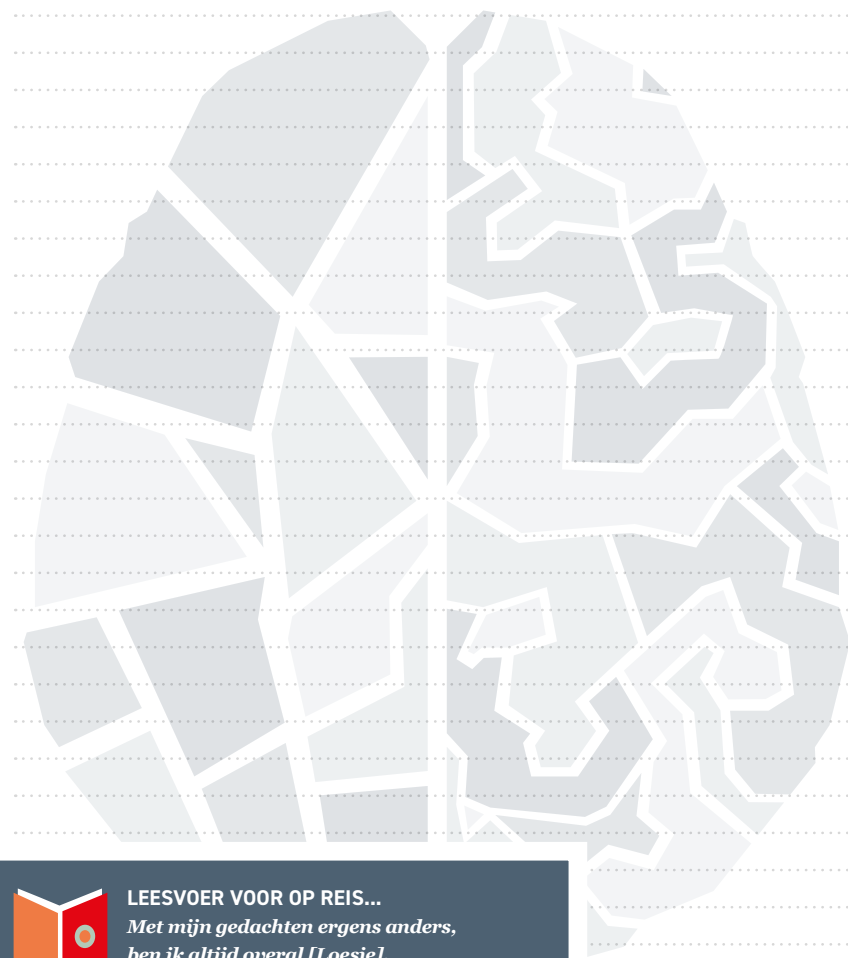 LEESVOER VOOR OP REIS...
Met mijn gedachten ergens anders,
ben ik altijd overal [Loesje]